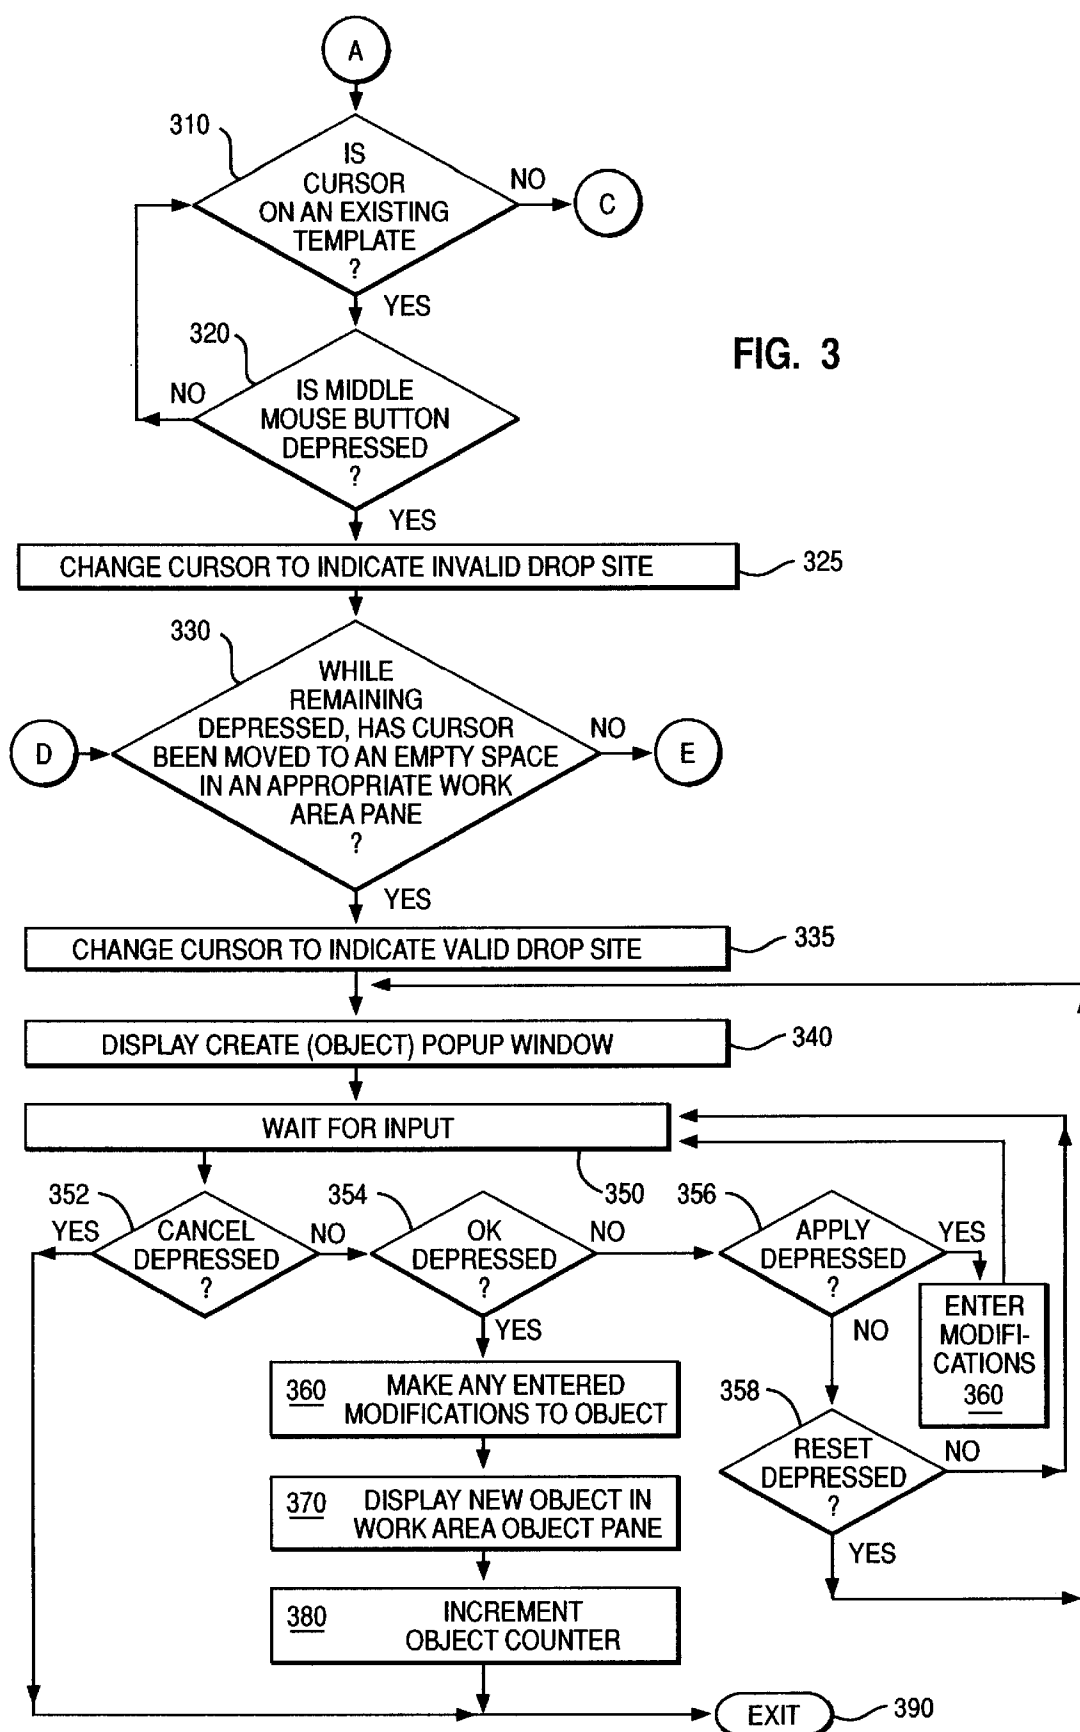 A
310
IS
CURSOR
ON AN EXISTING
TEMPLATE
?
NO
C
YES
320
IS MIDDLE
MOUSE BUTTON
DEPRESSED
?
NO
FIG. 3
YES
CHANGE CURSOR TO INDICATE INVALID DROP SITE
325
330
WHILE
REMAINING
DEPRESSED, HAS CURSOR
BEEN MOVED TO AN EMPTY SPACE
IN AN APPROPRIATE WORK
AREA PANE
?
D
NO
E
YES
CHANGE CURSOR TO INDICATE VALID DROP SITE
335
DISPLAY CREATE (OBJECT) POPUP WINDOW
340
WAIT FOR INPUT
350
352
YES
CANCEL
DEPRESSED
?
NO
354
OK
DEPRESSED
?
NO
YES
356
APPLY
DEPRESSED
?
YES
NO
ENTER
MODIFI-
CATIONS
360
360
MAKE ANY ENTERED
MODIFICATIONS TO OBJECT
358
RESET
DEPRESSED
?
NO
YES
370
DISPLAY NEW OBJECT IN
WORK AREA OBJECT PANE
380
INCREMENT
OBJECT COUNTER
EXIT
390